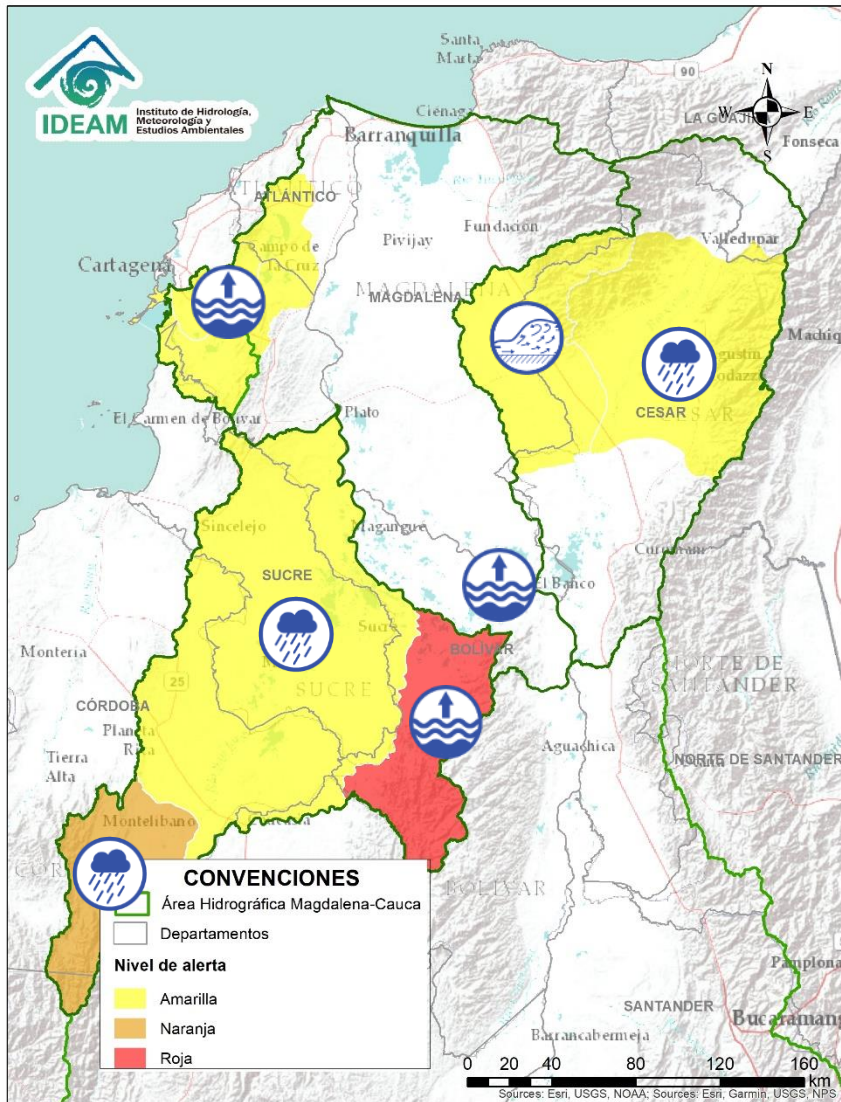 IDEAM
Instituto de Hidrología,
Meteorología y
Estudios Ambientales
Santa
Marta
90
N
W
E
S
Ciénaga
LA GUAJIRA
Barranquilla
Fonseca
ATLÁNTICO
Fundación
Pivijay
Valledupar
Campo de
la Cruz
Cartagena
MAGDALENA
MAGDALENA
CESAR
El Carmen de Bolívar
Plato
Sincelejo
Magangue
Curumaní
SUCRE
El Banco
Sucre
BOLÍVAR
Montería
25
SUCRE
NORTE DE
SANTANDER
CÓRDOBA
Planeta
Rica
Tierra
Alta
Aguachica
NORTE DE SANTANDER
Montelibano
BOLÍVAR
CONVENCIONES
Área Hidrográfica Magdalena-Cauca
Departamentos
Nivel de alerta
Amarilla
Naranja
Roja
Pamplona
SANTANDER
Bucaramang
Barrancabermeja
0 20 40 80 120 160
km
Sources: Esri, USGS, NOAA; Sources: Esri, Garmin, USGS, NPS